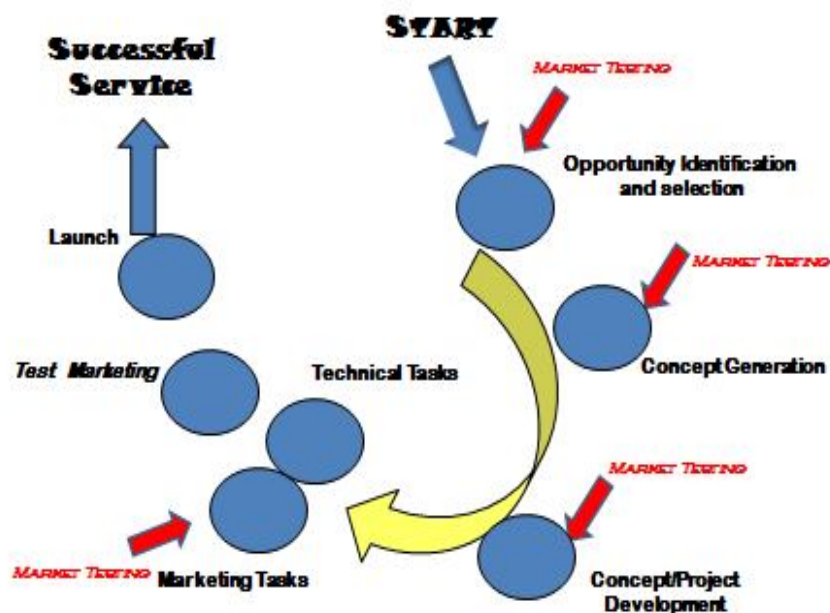 START
Successful
Service
MARKET TESTING
Opportunity Identification
and selection
Launch
MARKET TESTING
Test Marketing
Technical Tasks
Concept Generation
MARKET TESTING
MARKET TESTING
Marketing Tasks
Concept/Project
Development